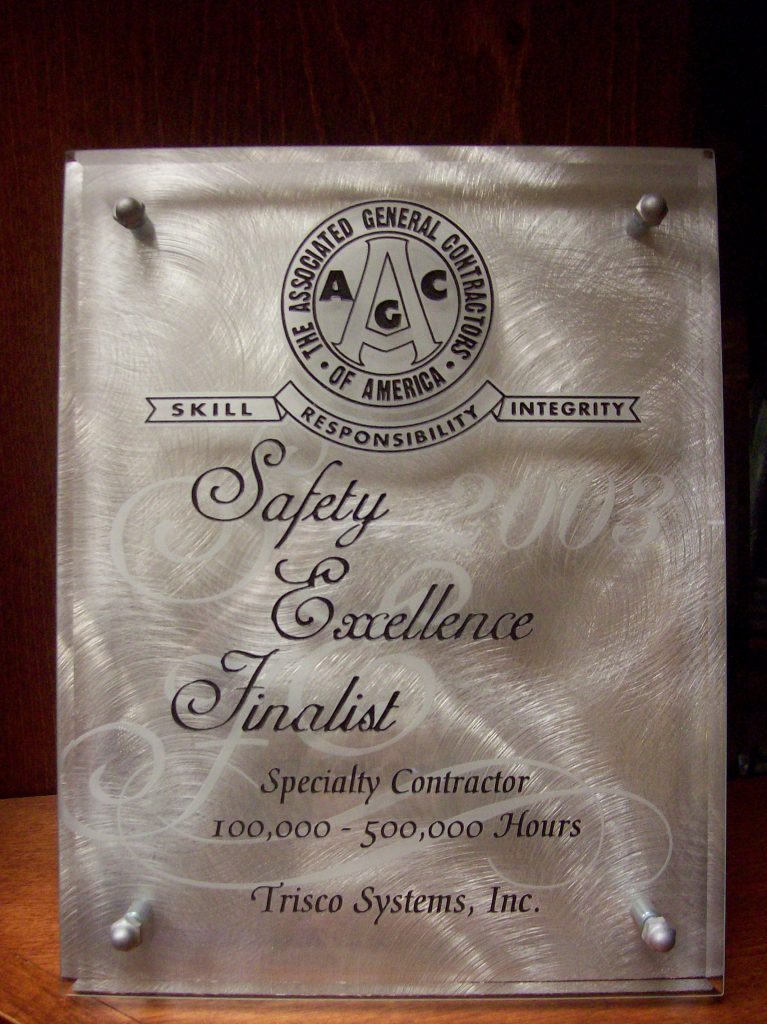 THE ASSOCIATED GENERAL CONTRACTORS
• OF AMERICA •
A G C
SKILL RESPONSIBILITY INTEGRITY
Safety
2003
Excellence
Finalist
Specialty Contractor
100,000 - 500,000 Hours
Trisco Systems, Inc.